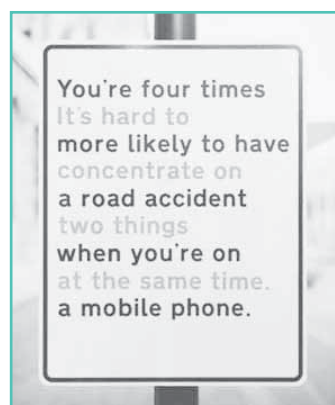 You're four times
It's hard to
more likely to have
concentrate on
a road accident
two things
when you're on
at the same time.
a mobile phone.